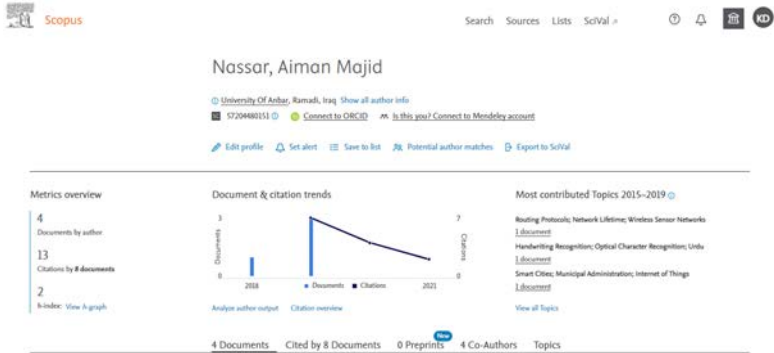 Scopus
Search Sources Lists SciVal ↗
KD
Nassar, Aiman Majid
University Of Anbar, Ramadi, Iraq Show all author info
57204480151 Connect to ORCID Is this you? Connect to Mendeley account
Edit profile Set alert Save to list Potential author matches Export to SciVal
Metrics overview
4
Documents by author
13
Citations by 8 documents
2
h-index: View h-graph
Document & citation trends
3
0
Documents
7
0
Citations
2018
2021
Documents Citations
Analyze author output Citation overview
Most contributed Topics 2015–2019
Routing Protocols; Network Lifetime; Wireless Sensor Networks
1 document
Handwriting Recognition; Optical Character Recognition; Urdu
1 document
Smart Cities; Municipal Administration; Internet of Things
1 document
View all Topics
New
4 Documents Cited by 8 Documents 0 Preprints 4 Co-Authors Topics